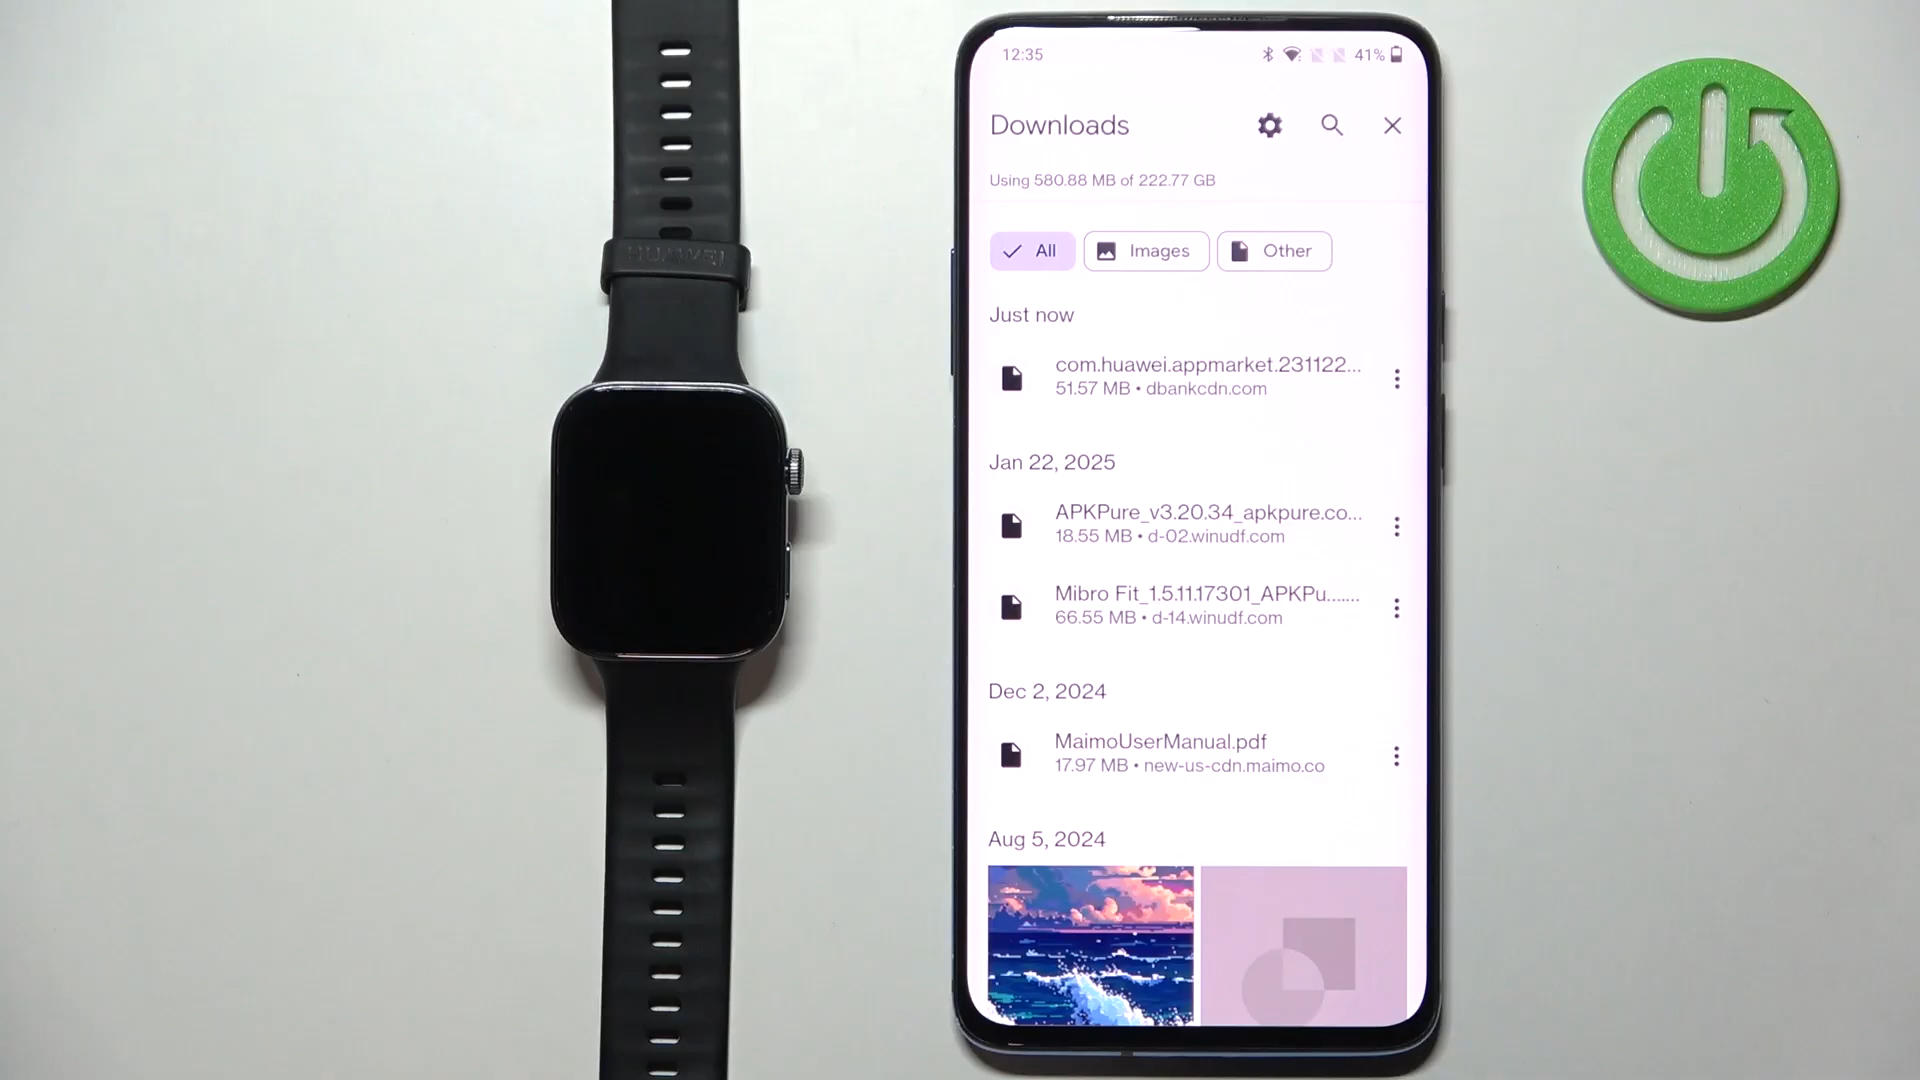 HUAWEI
12:35
41%
Downloads
Using 580.88 MB of 222.77 GB
All
Images
Other
Just now
com.huawei.appmarket.231122...
51.57 MB • dbankcdn.com
Jan 22, 2025
APKPure_v3.20.34_apkpure.co...
18.55 MB • d-02.winudf.com
Mibro Fit_1.5.11.17301_APKPu......
66.55 MB • d-14.winudf.com
Dec 2, 2024
MaimoUserManual.pdf
17.97 MB • new-us-cdn.maimo.co
Aug 5, 2024